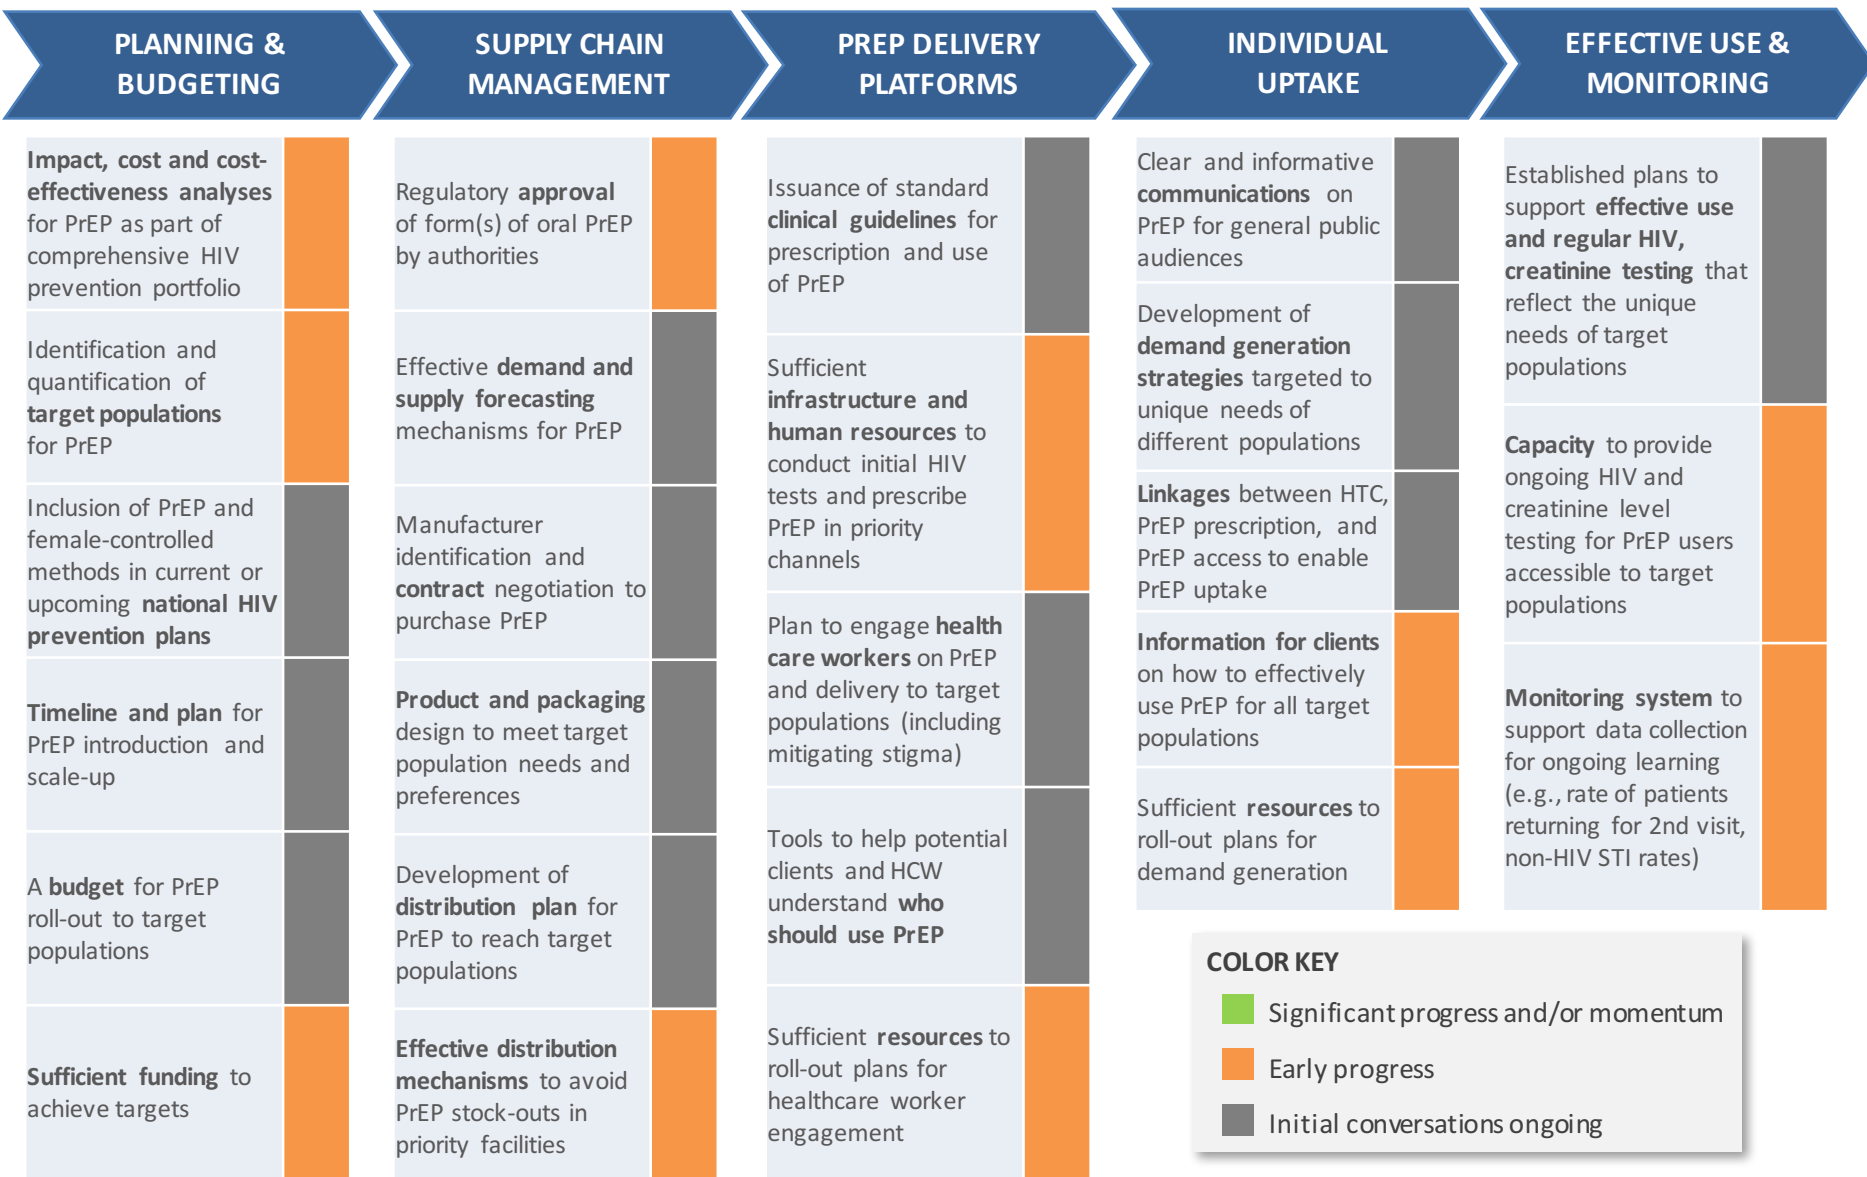 PLANNING &
BUDGETING
SUPPLY CHAIN
MANAGEMENT
PREP DELIVERY
PLATFORMS
INDIVIDUAL
UPTAKE
EFFECTIVE USE &
MONITORING
Impact, cost and cost-
effectiveness analyses
for PrEP as part of
comprehensive HIV
prevention portfolio
Identification and
quantification of
target populations
for PrEP
Inclusion of PrEP and
female-controlled
methods in current or
upcoming national HIV
prevention plans
Timeline and plan for
PrEP introduction and
scale-up
A budget for PrEP
roll-out to target
populations
Sufficient funding to
achieve targets
Regulatory approval
of form(s) of oral PrEP
by authorities
Effective demand and
supply forecasting
mechanisms for PrEP
Manufacturer
identification and
contract negotiation to
purchase PrEP
Product and packaging
design to meet target
population needs and
preferences
Development of
distribution plan for
PrEP to reach target
populations
Effective distribution
mechanisms to avoid
PrEP stock-outs in
priority facilities
Issuance of standard
clinical guidelines for
prescription and use
of PrEP
Sufficient
infrastructure and
human resources to
conduct initial HIV
tests and prescribe
PrEP in priority
channels
Plan to engage health
care workers on PrEP
and delivery to target
populations (including
mitigating stigma)
Tools to help potential
clients and HCW
understand who
should use PrEP
Sufficient resources to
roll-out plans for
healthcare worker
engagement
Clear and informative
communications on
PrEP for general public
audiences
Development of
demand generation
strategies targeted to
unique needs of
different populations
Linkages between HTC,
PrEP prescription, and
PrEP access to enable
PrEP uptake
Information for clients
on how to effectively
use PrEP for all target
populations
Sufficient resources to
roll-out plans for
demand generation
Established plans to
support effective use
and regular HIV,
creatinine testing that
reflect the unique
needs of target
populations
Capacity to provide
ongoing HIV and
creatinine level
testing for PrEP users
accessible to target
populations
Monitoring system to
support data collection
for ongoing learning
(e.g., rate of patients
returning for 2nd visit,
non-HIV STI rates)
COLOR KEY
Significant progress and/or momentum
Early progress
Initial conversations ongoing